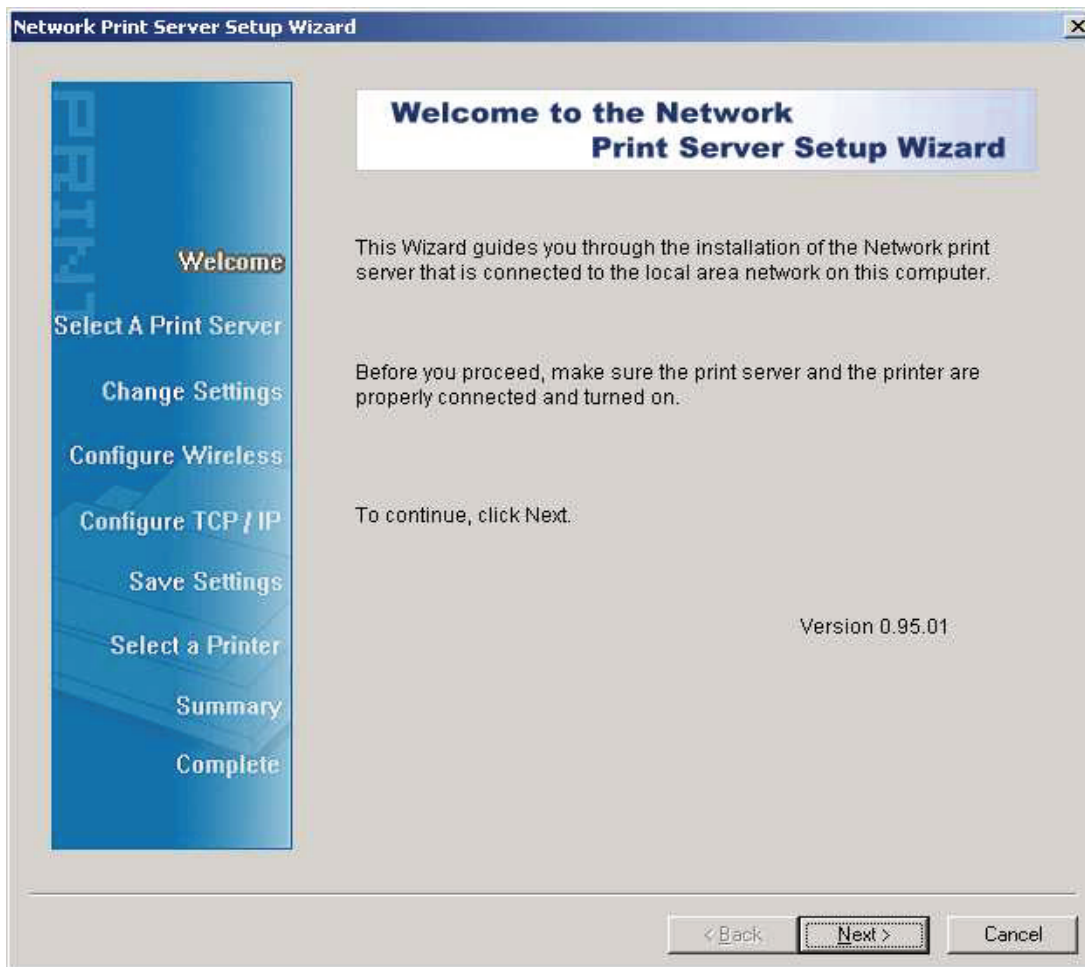 Network Print Server Setup Wizard
PRINT
Welcome
Select A Print Server
Change Settings
Configure Wireless
Configure TCP / IP
Save Settings
Select a Printer
Summary
Complete
Welcome to the Network
Print Server Setup Wizard
This Wizard guides you through the installation of the Network print
server that is connected to the local area network on this computer.
Before you proceed, make sure the print server and the printer are
properly connected and turned on.
To continue, click Next.
Version 0.95.01
< Back
Next >
Cancel